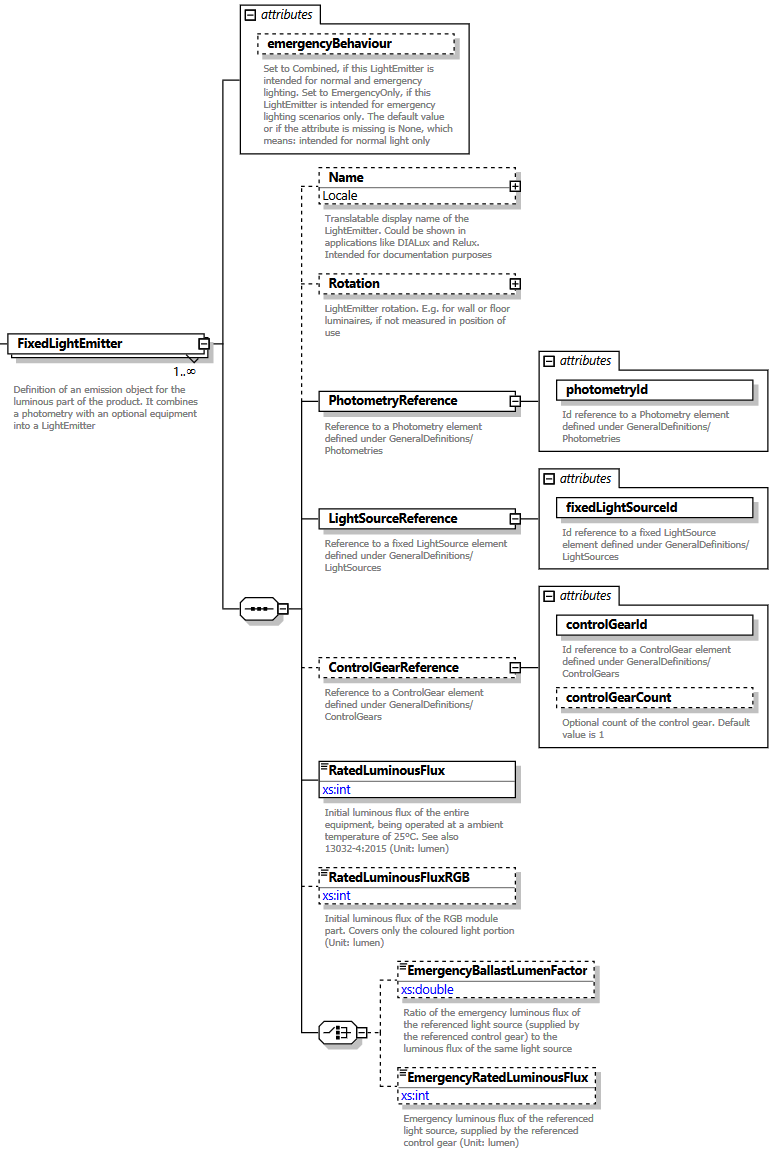 attributes
emergencyBehaviour
Set to Combined, if this LightEmitter is
intended for normal and emergency
lighting. Set to EmergencyOnly, if this
LightEmitter is intended for emergency
lighting scenarios only. The default value
or if the attribute is missing is None, which
means: intended for normal light only
Name
Locale
Translatable display name of the
LightEmitter. Could be shown in
applications like DIALux and Relux.
Intended for documentation purposes
Rotation
LightEmitter rotation. E.g. for wall or floor
luminaires, if not measured in position of
use
FixedLightEmitter
1..∞
Definition of an emission object for the
luminous part of the product. It combines
a photometry with an optional equipment
into a LightEmitter
PhotometryReference
Reference to a Photometry element
defined under GeneralDefinitions/
Photometries
attributes
photometryId
Id reference to a Photometry element
defined under GeneralDefinitions/
Photometries
LightSourceReference
Reference to a fixed LightSource element
defined under GeneralDefinitions/
LightSources
attributes
fixedLightSourceId
Id reference to a fixed LightSource
element defined under GeneralDefinitions/
LightSources
ControlGearReference
Reference to a ControlGear element
defined under GeneralDefinitions/
ControlGears
attributes
controlGearId
Id reference to a ControlGear element
defined under GeneralDefinitions/
ControlGears
controlGearCount
Optional count of the control gear. Default
value is 1
RatedLuminousFlux
xs:int
Initial luminous flux of the entire
equipment, being operated at a ambient
temperature of 25°C. See also
13032-4:2015 (Unit: lumen)
RatedLuminousFluxRGB
xs:int
Initial luminous flux of the RGB module
part. Covers only the coloured light portion
(Unit: lumen)
EmergencyBallastLumenFactor
xs:double
Ratio of the emergency luminous flux of
the referenced light source (supplied by
the referenced control gear) to the
luminous flux of the same light source
EmergencyRatedLuminousFlux
xs:int
Emergency luminous flux of the referenced
light source, supplied by the referenced
control gear (Unit: lumen)